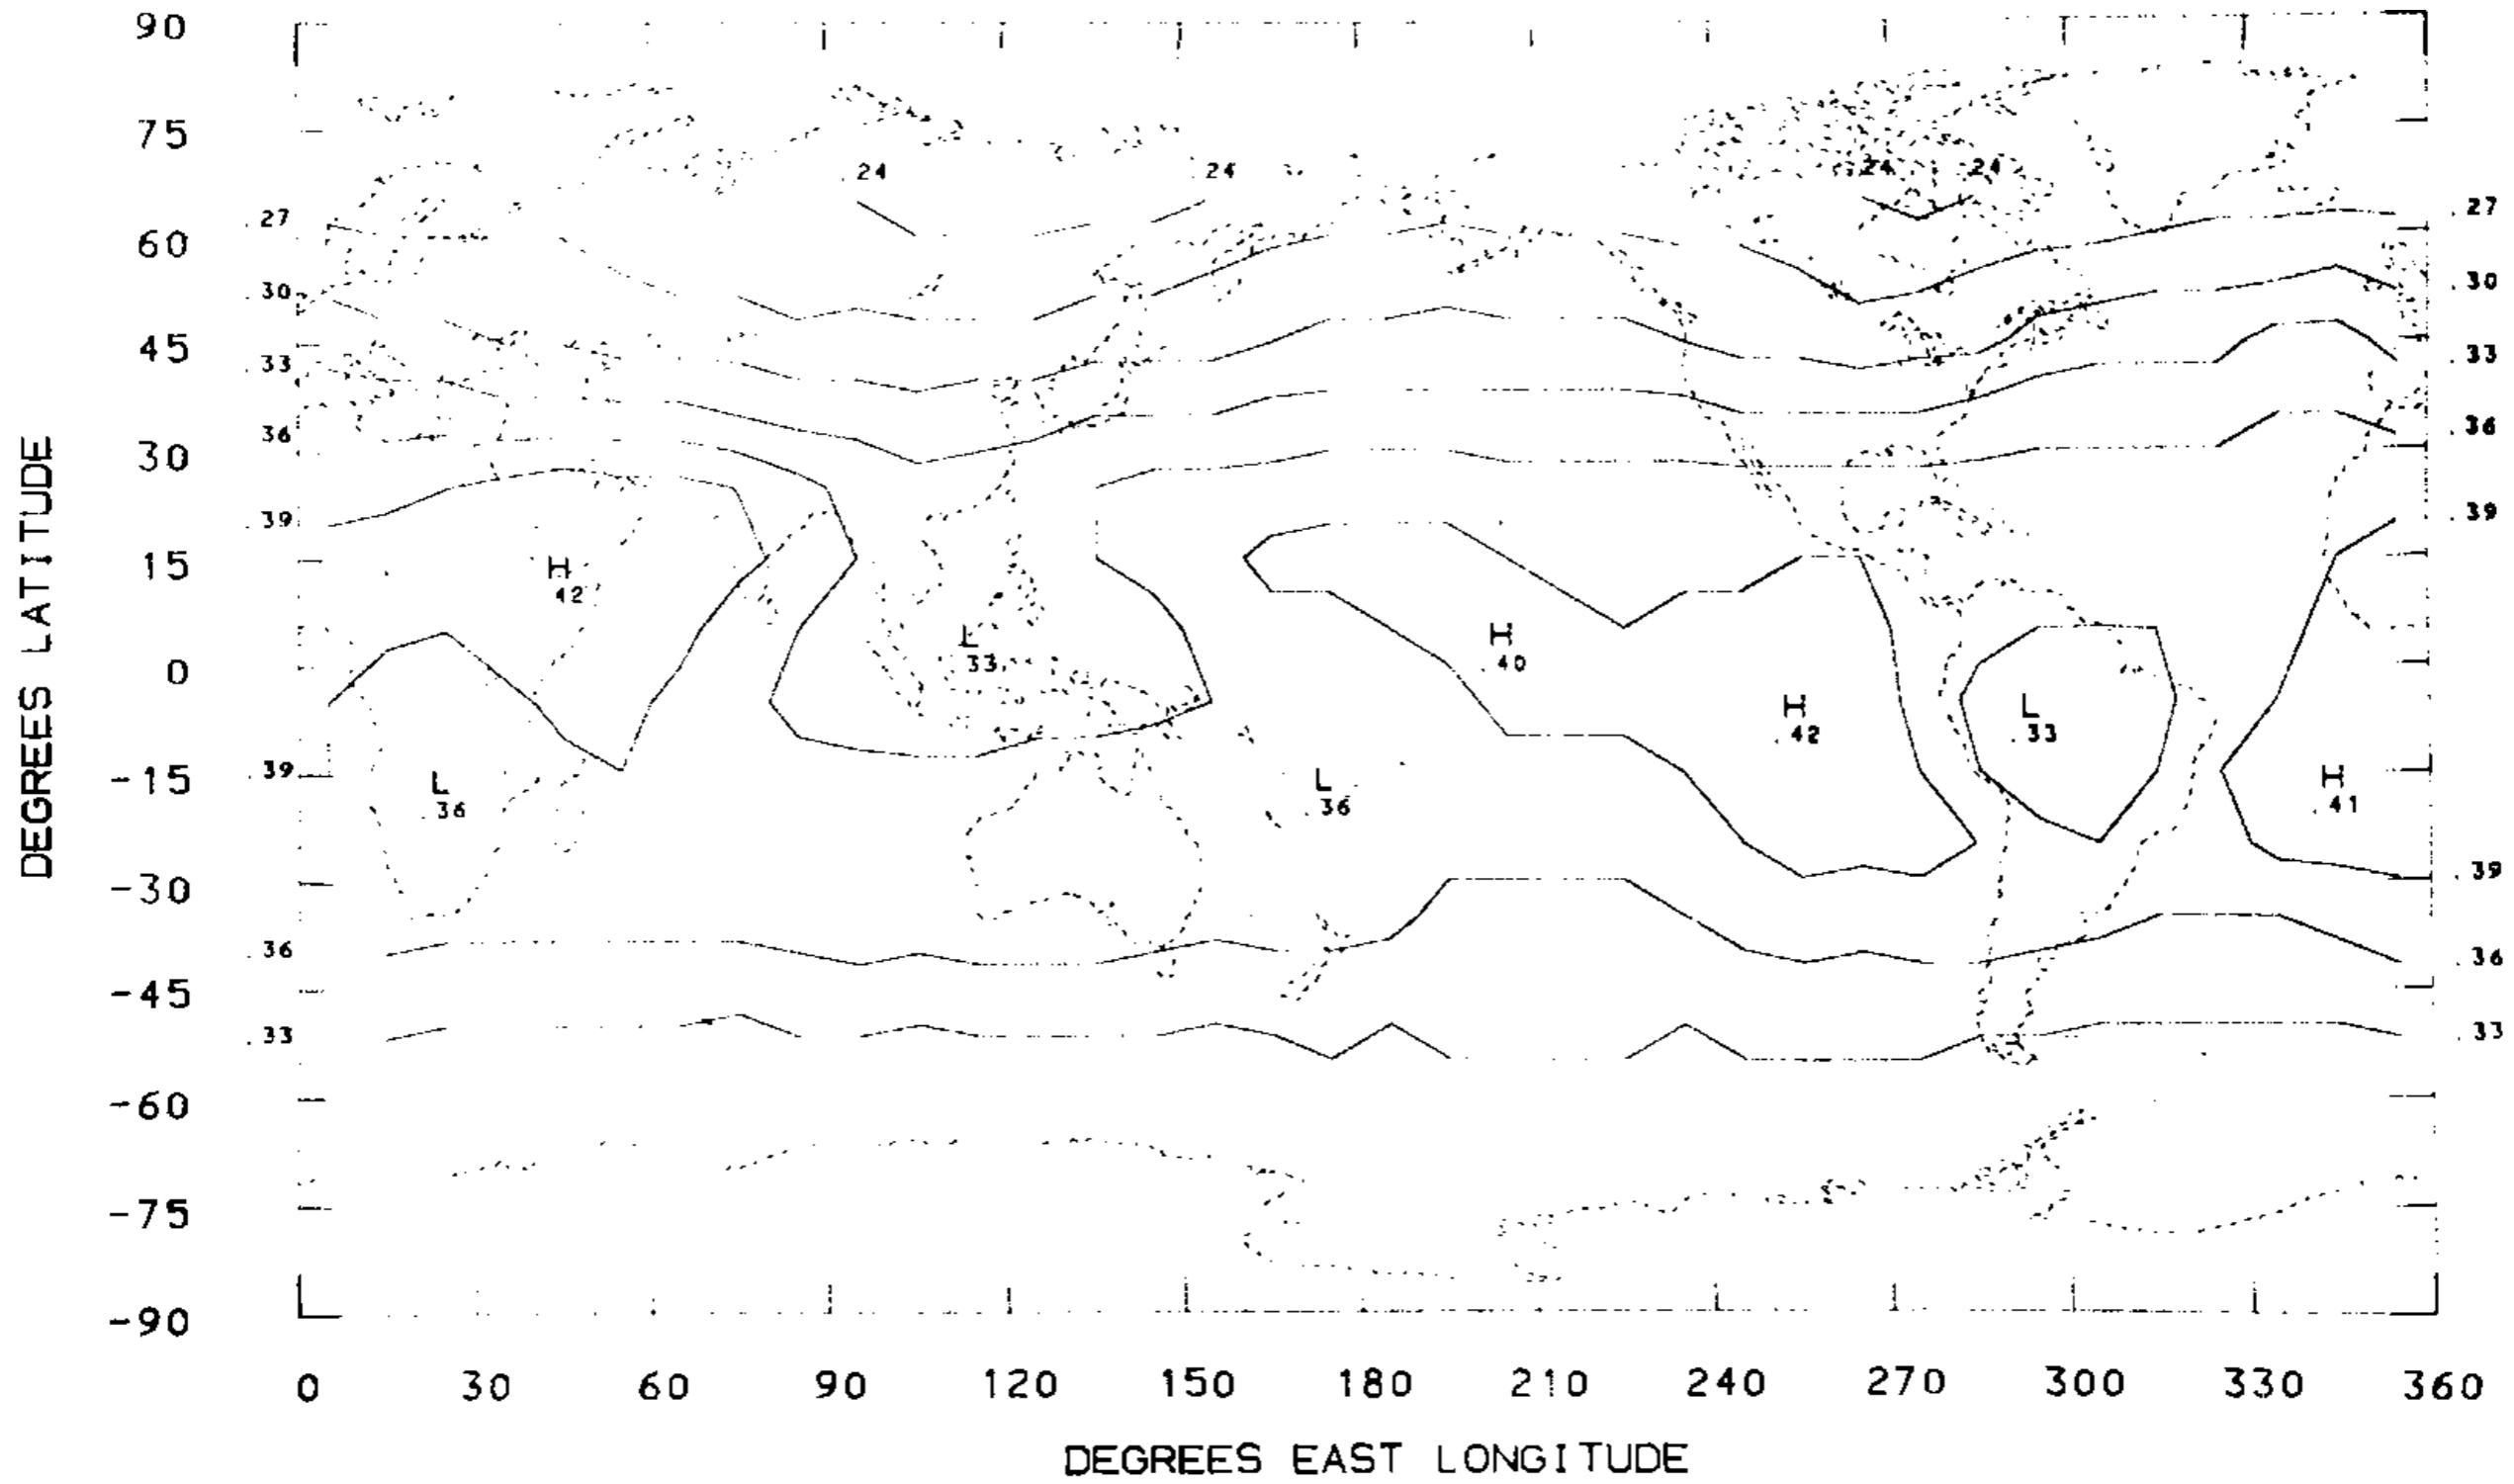 90
75
.24 .24 .24 .24
.27 .27
60
.30 .30
45
.33 .33
36 .36
30
.39 .39
15
H
.42
L
.33
H
.40
0
H
.42
L
.33
-15
.39
L
.36
L
.36
H
.41
-30
.39
.36 .36
-45
.33 .33
-60
-75
-90
0 30 60 90 120 150 180 210 240 270 300 330 360
DEGREES EAST LONGITUDE
DEGREES LATITUDE